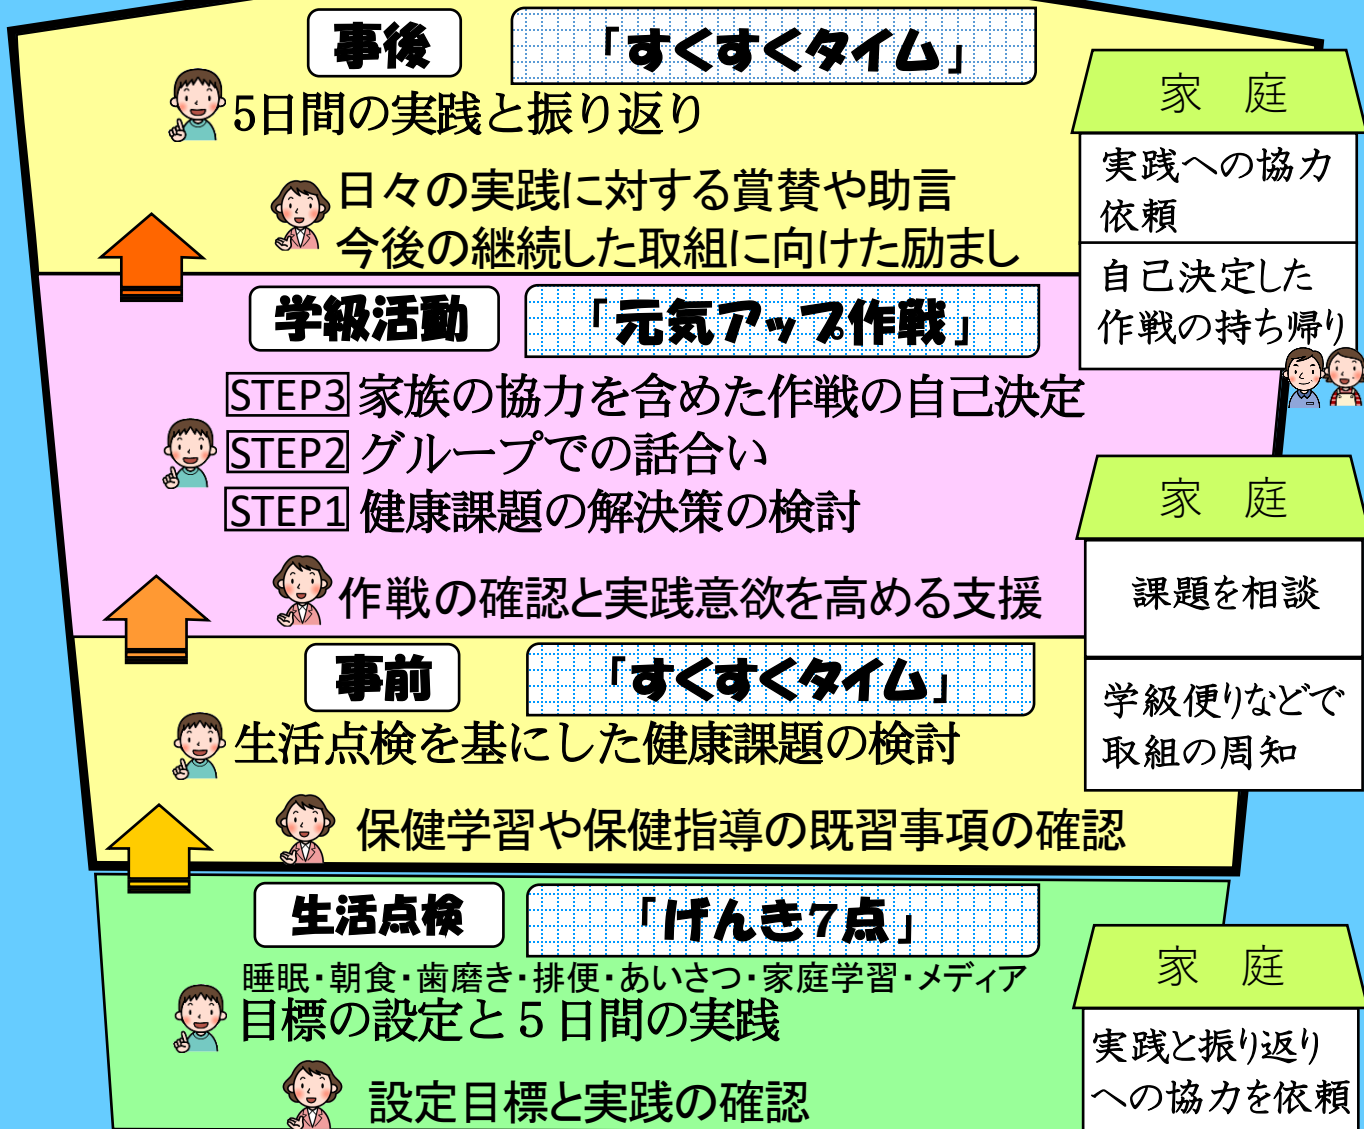 事後
「すくすくタイム」
5日間の実践と振り返り
日々の実践に対する賞賛や助言
今後の継続した取組に向けた励まし
家 庭
実践への協力
依頼
自己決定した
作戦の持ち帰り
学級活動
「元気アップ作戦」
STEP3 家族の協力を含めた作戦の自己決定
STEP2 グループでの話合い
STEP1 健康課題の解決策の検討
作戦の確認と実践意欲を高める支援
家 庭
課題を相談
学級便りなどで
取組の周知
事前
「すくすくタイム」
生活点検を基にした健康課題の検討
保健学習や保健指導の既習事項の確認
生活点検
「げんき7点」
睡眠・朝食・歯磨き・排便・あいさつ・家庭学習・メディア
目標の設定と５日間の実践
設定目標と実践の確認
家 庭
実践と振り返り
への協力を依頼